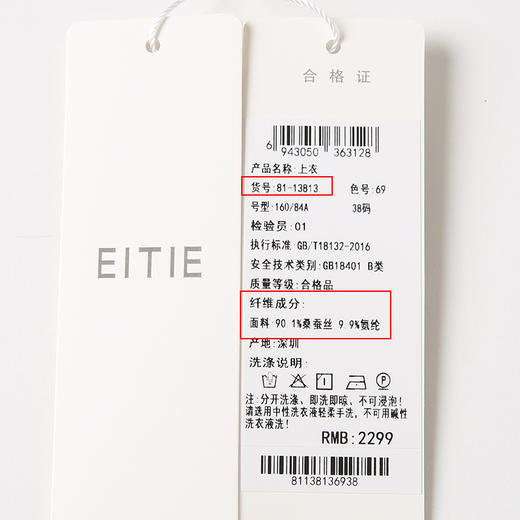 EITIE
合格证
6 943050 363128
产品名称:上衣
货号:81-13813 色号:69
号型:160/84A 38码
检验员:01
执行标准:GB/T18132-2016
安全技术类别:GB18401 B类
质量等级:合格品
纤维成分:
面料:90.1%桑蚕丝 9.9%氨纶
产地:深圳
洗涤说明:
注:分开洗涤、即洗即晾、不可浸泡!
请选用中性洗衣液轻柔手洗,不可用碱性
洗衣液洗!
RMB:2299
81138136938